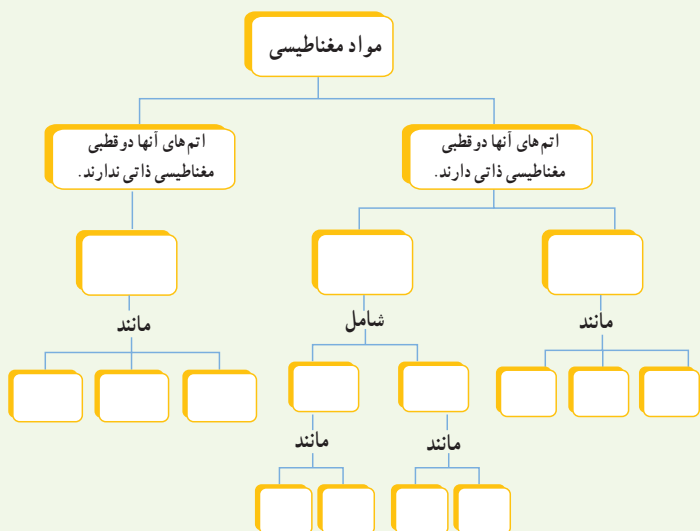 مواد مغناطیسی
اتم‌های آنها دوقطبی
مغناطیسی ذاتی دارند.
اتم‌های آنها دوقطبی
مغناطیسی ذاتی ندارند.
مانند
شامل
مانند
مانند
مانند